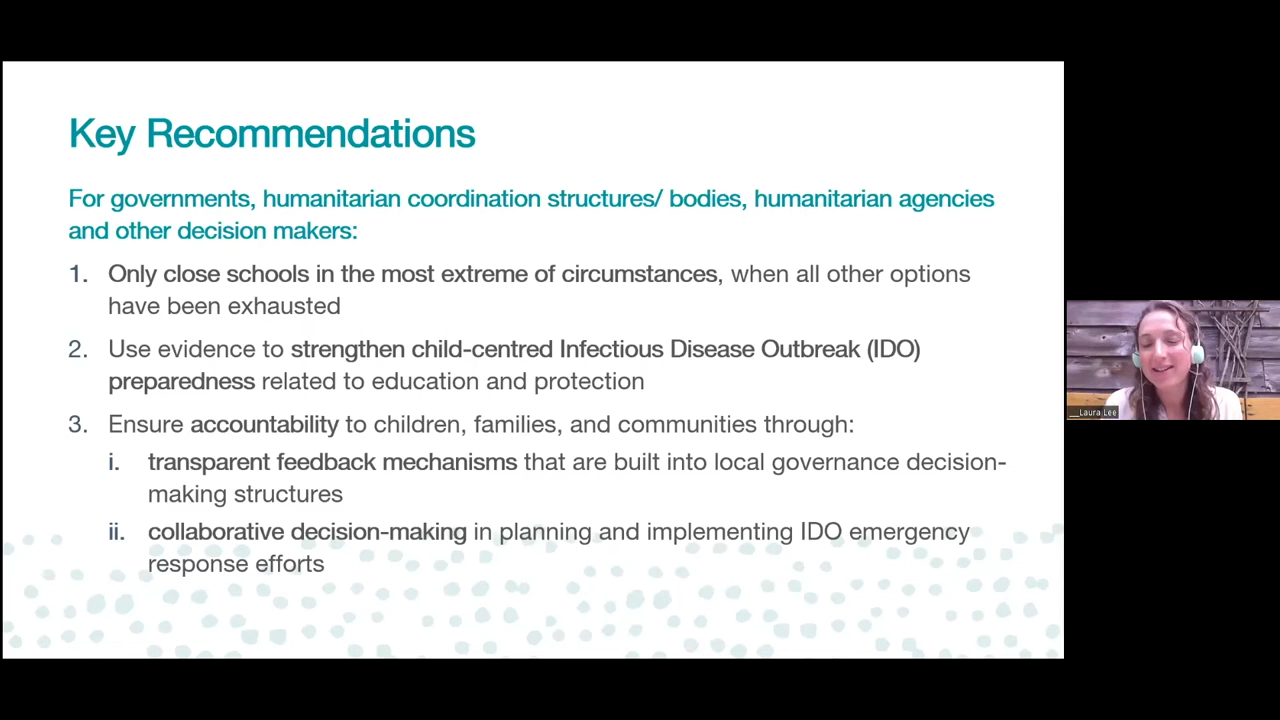 Key Recommendations
For governments, humanitarian coordination structures/ bodies, humanitarian agencies
and other decision makers:
1. Only close schools in the most extreme of circumstances, when all other options
have been exhausted
2. Use evidence to strengthen child-centred Infectious Disease Outbreak (IDO)
preparedness related to education and protection
3. Ensure accountability to children, families, and communities through:
i. transparent feedback mechanisms that are built into local governance decision-
making structures
ii. collaborative decision-making in planning and implementing IDO emergency
response efforts
__Laura Lee